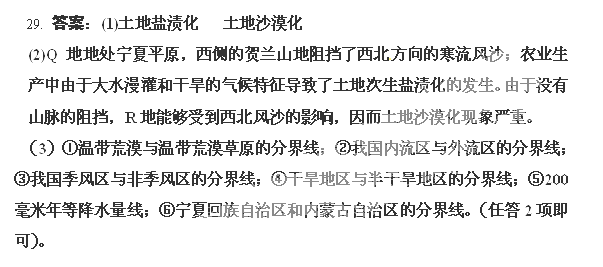 29. 答案：(1)土地盐渍化　　土地沙漠化
(2)Q 地地处宁夏平原，西侧的贺兰山地阻挡了西北方向的寒流风沙；农业生
产中由于大水漫灌和干旱的气候特征导致了土地次生盐渍化的发生。由于没有
山脉的阻挡，R 地能够受到西北风沙的影响，因而土地沙漠化现象严重。
（3）①温带荒漠与温带荒漠草原的分界线；②我国内流区与外流区的分界线；
③我国季风区与非季风区的分界线；④干旱地区与半干旱地区的分界线；⑤200
毫米年等降水量线；⑥宁夏回族自治区和内蒙古自治区的分界线。（任答 2 项即
可）。